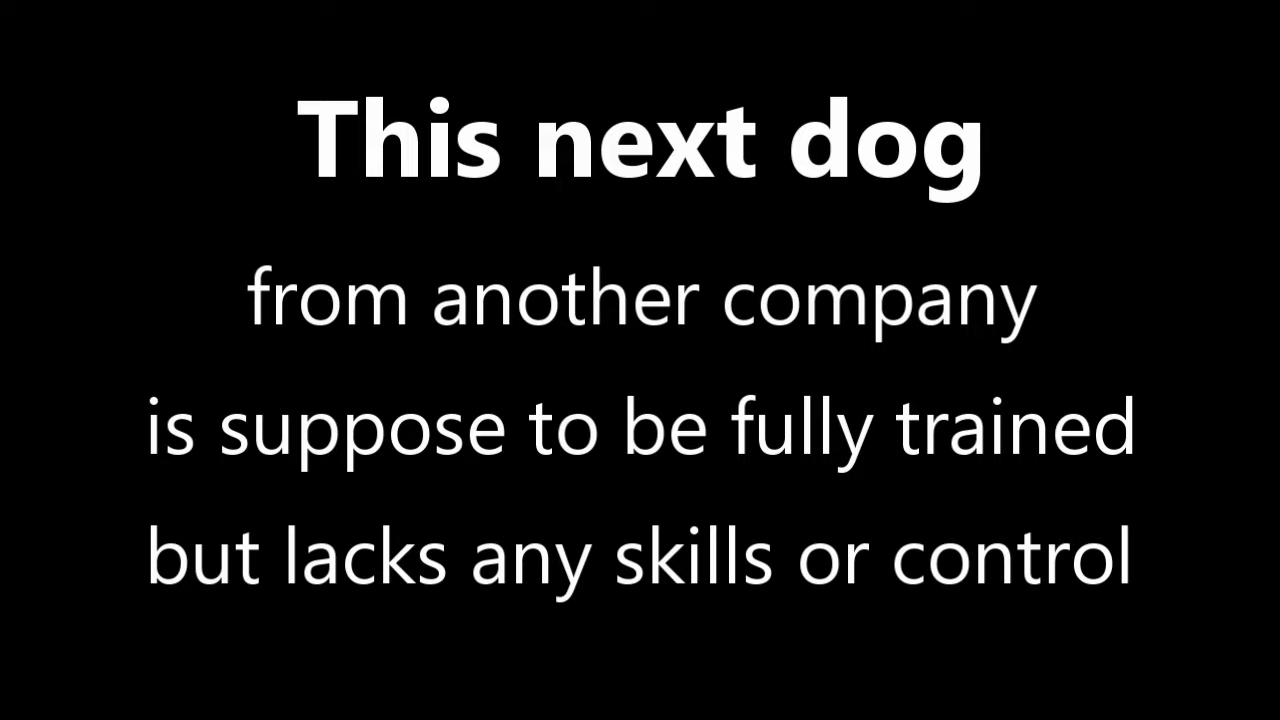 This next dog
from another company
is suppose to be fully trained
but lacks any skills or control